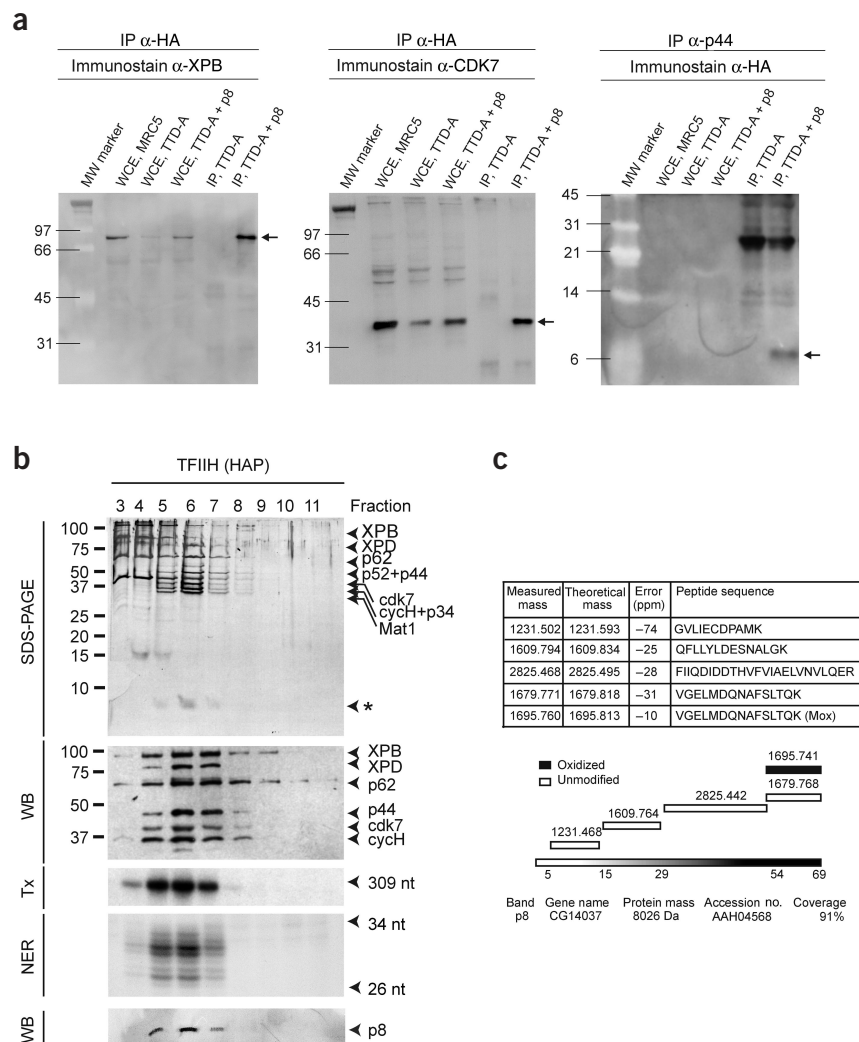 a
IP α-HA
Immunostain α-XPB
MW marker
WCE, MRC5
WCE, TTD-A
WCE, TTD-A + p8
IP, TTD-A
IP, TTD-A + p8
97
66
45
31
IP α-HA
Immunostain α-CDK7
MW marker
WCE, MRC5
WCE, TTD-A
WCE, TTD-A + p8
IP, TTD-A
IP, TTD-A + p8
97
66
45
31
IP α-p44
Immunostain α-HA
MW marker
WCE, MRC5
WCE, TTD-A
WCE, TTD-A + p8
IP, TTD-A
IP, TTD-A + p8
45
31
21
14
6
b
TFIIH (HAP)
3 4 5 6 7 8 9 10 11 Fraction
SDS-PAGE
100
75
50
37
25
20
15
10
XPB
XPD
p62
p52+p44
cdk7
cycH+p34
Mat1
*
WB
100
75
50
37
XPB
XPD
p62
p44
cdk7
cycH
Tx
309 nt
NER
34 nt
26 nt
WB
p8
c
Measured mass Theoretical mass Error (ppm) Peptide sequence
1231.502 1231.593 –74 GVLIECDPAMK
1609.794 1609.834 –25 QFLLYLDESNALGK
2825.468 2825.495 –28 FIIQDIDDTHVFVIAELVNVLQER
1679.771 1679.818 –31 VGELMDQNAFSLTQK
1695.760 1695.813 –10 VGELMDQNAFSLTQK (Mox)
Oxidized
Unmodified
1695.741
1679.768
2825.442
1609.764
1231.468
5 15 29 54 69
Band Gene name Protein mass Accession no. Coverage
p8 CG14037 8026 Da AAH04568 91%